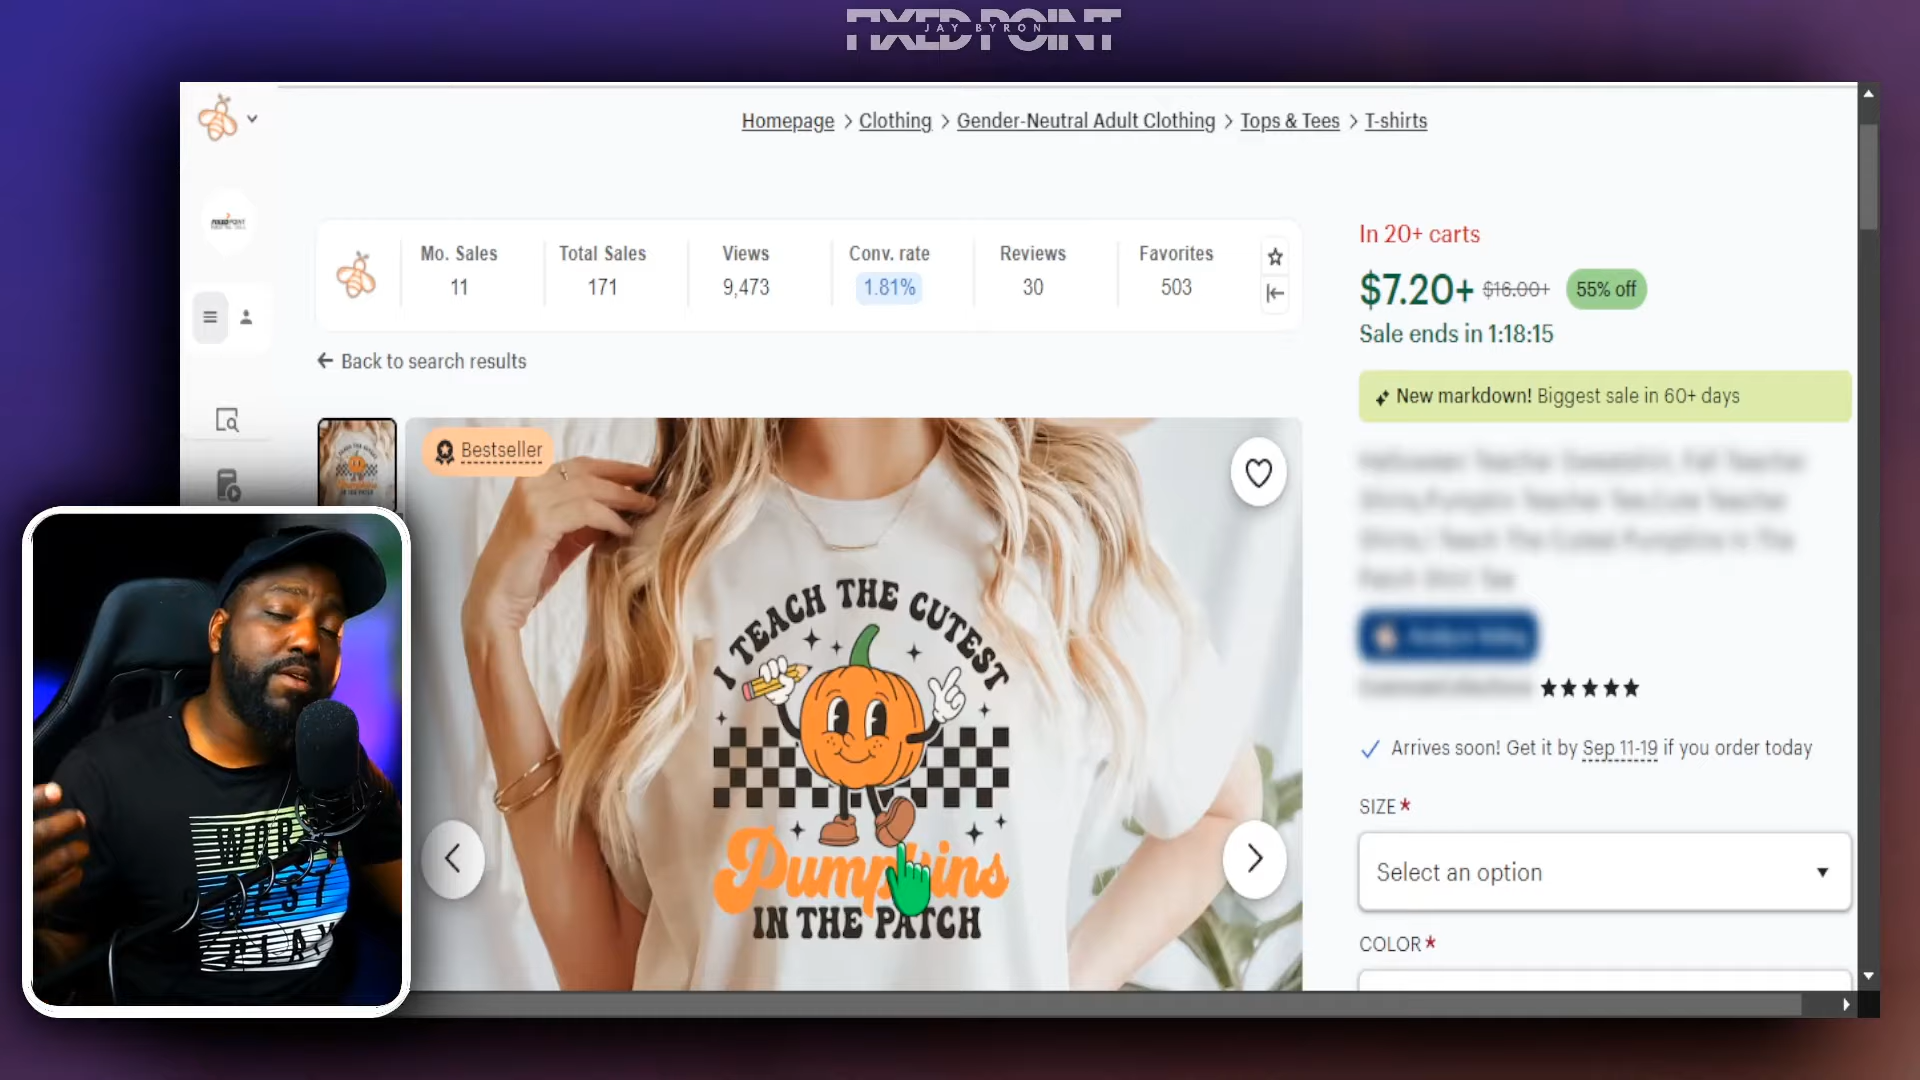 FIXED POINT
JAY BYRON
Homepage > Clothing > Gender-Neutral Adult Clothing > Tops & Tees > T-shirts
Mo. Sales
11
Total Sales
171
Views
9,473
Conv. rate
1.81%
Reviews
30
Favorites
503
Back to search results
Bestseller
I TEACH THE CUTEST
Pumpkins
IN THE PATCH
In 20+ carts
$7.20+ $16.00+ 55% off
Sale ends in 1:18:15
New markdown! Biggest sale in 60+ days
Arrives soon! Get it by Sep 11-19 if you order today
SIZE*
Select an option
COLOR*